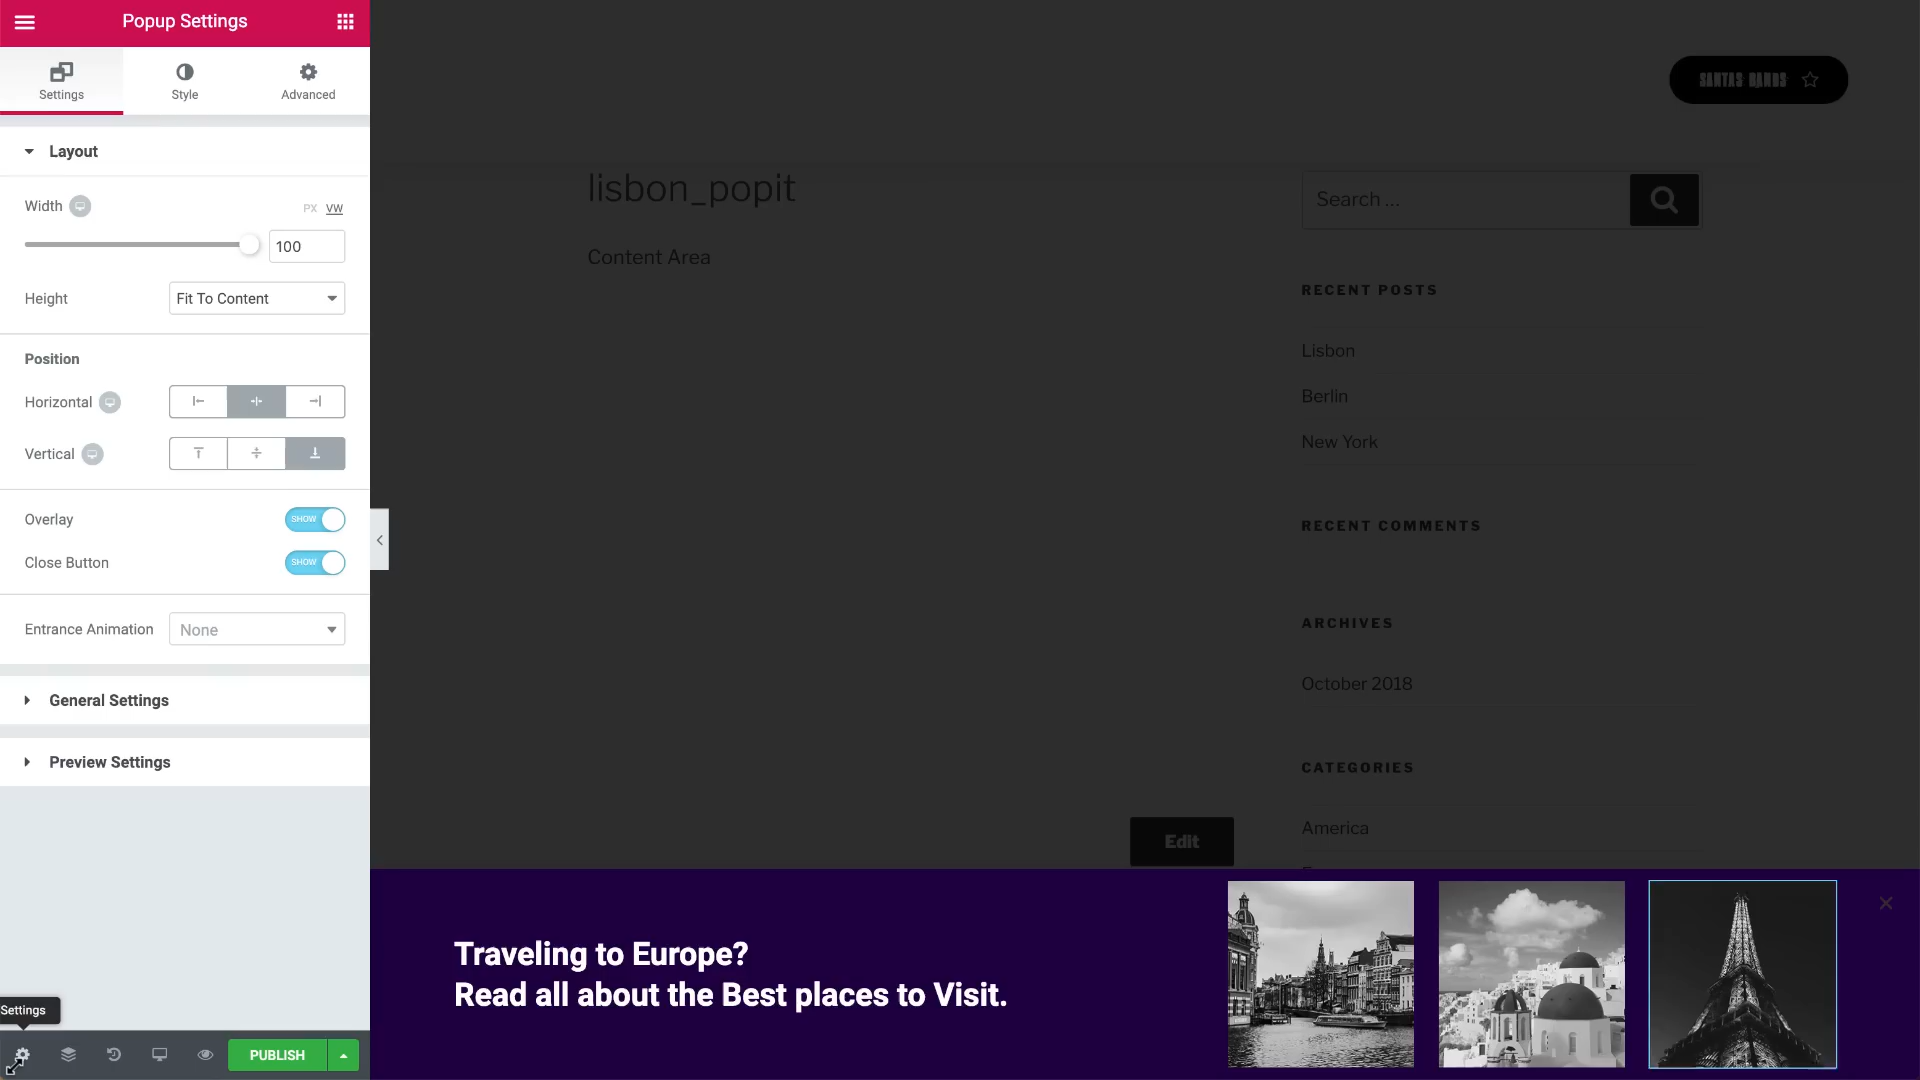 Popup Settings
Settings
Style
Advanced
Layout
Width
PX
VW
100
Height
Fit To Content
Position
Horizontal
Vertical
Overlay
SHOW
Close Button
SHOW
Entrance Animation
None
General Settings
Preview Settings
Settings
PUBLISH
SANTAS HANDS
lisbon_popit
Content Area
Search ...
RECENT POSTS
Lisbon
Berlin
New York
RECENT COMMENTS
ARCHIVES
October 2018
CATEGORIES
America
Edit
Traveling to Europe?
Read all about the Best places to Visit.